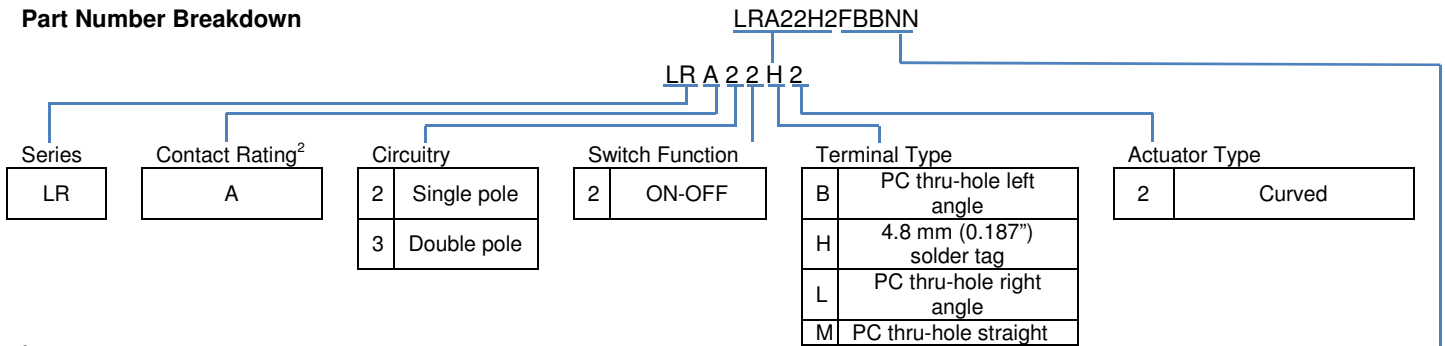 Part Number Breakdown
LRA22H2FBBNN
LR A 2 2 H 2
Series
LR
Contact Rating2
A
Circuitry
2 Single pole
3 Double pole
Switch Function
2 ON-OFF
Terminal Type
B PC thru-hole left
angle
H 4.8 mm (0.187”)
solder tag
L PC thru-hole right
angle
M PC thru-hole straight
Actuator Type
2 Curved